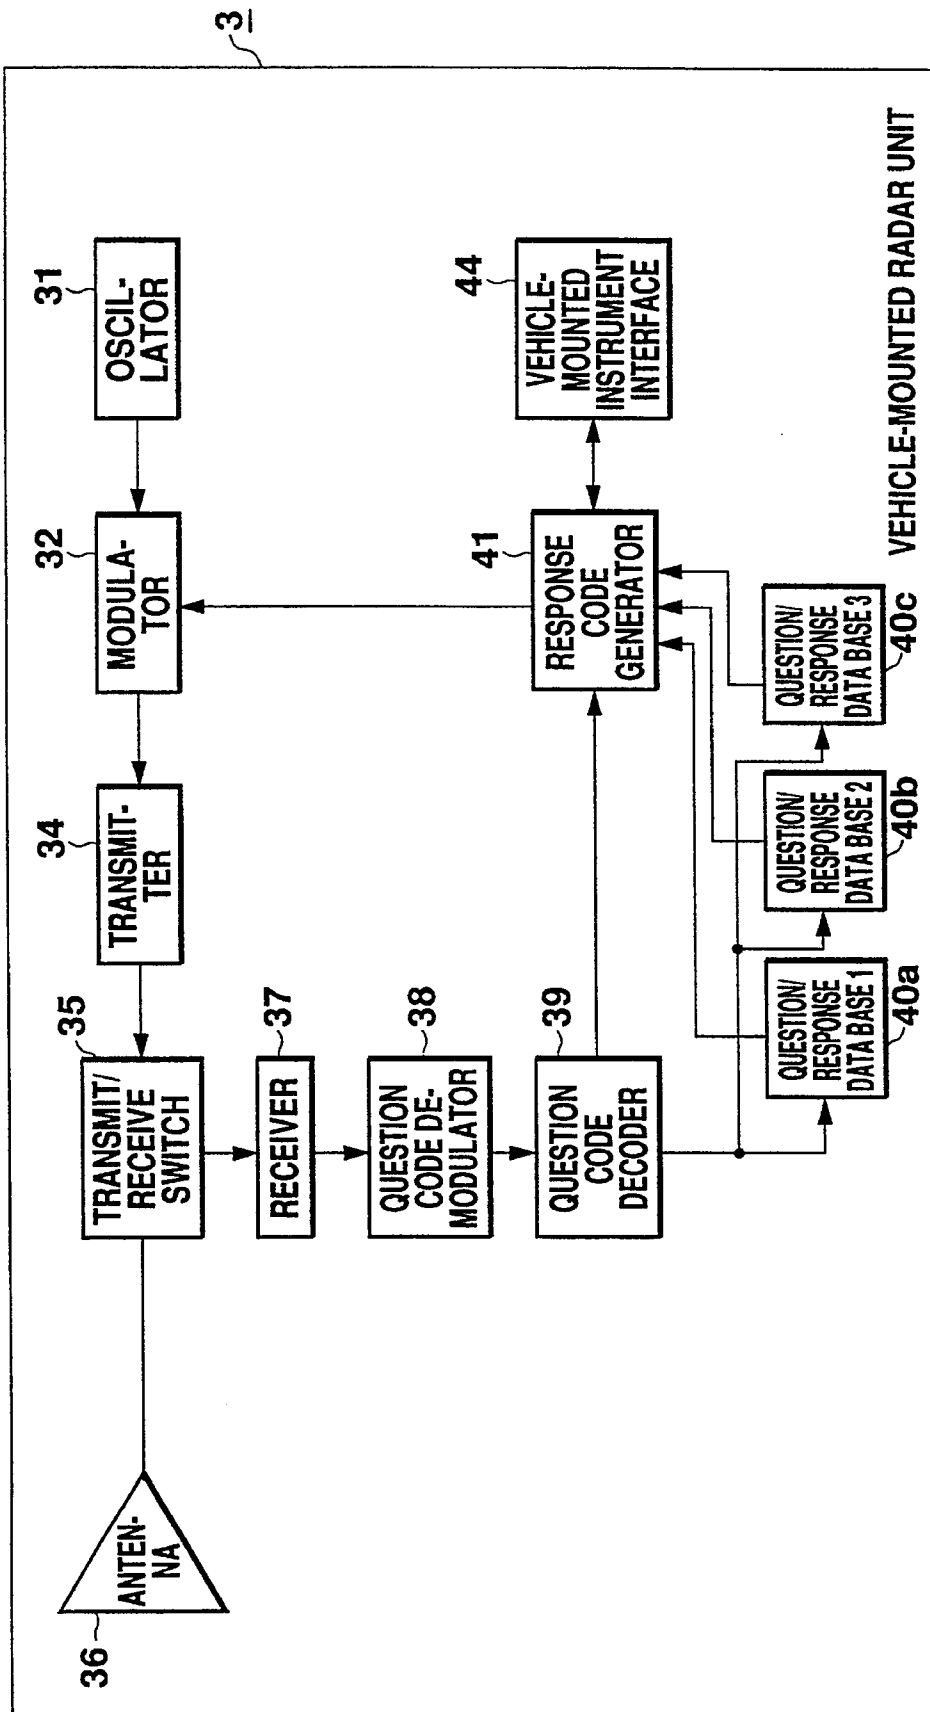 3
36
ANTEN-
NA
35
TRANSMIT/
RECEIVE
SWITCH
34
TRANSMIT-
TER
32
MODULA-
TOR
31
OSCIL-
LATOR
37
RECEIVER
38
QUESTION
CODE DE-
MODULATOR
39
QUESTION
CODE
DECODER
41
RESPONSE
CODE
GENERATOR
44
VEHICLE-
MOUNTED
INSTRUMENT
INTERFACE
QUESTION/
RESPONSE
DATA BASE 1
40a
QUESTION/
RESPONSE
DATA BASE 2
40b
QUESTION/
RESPONSE
DATA BASE 3
40c
VEHICLE-MOUNTED RADAR UNIT